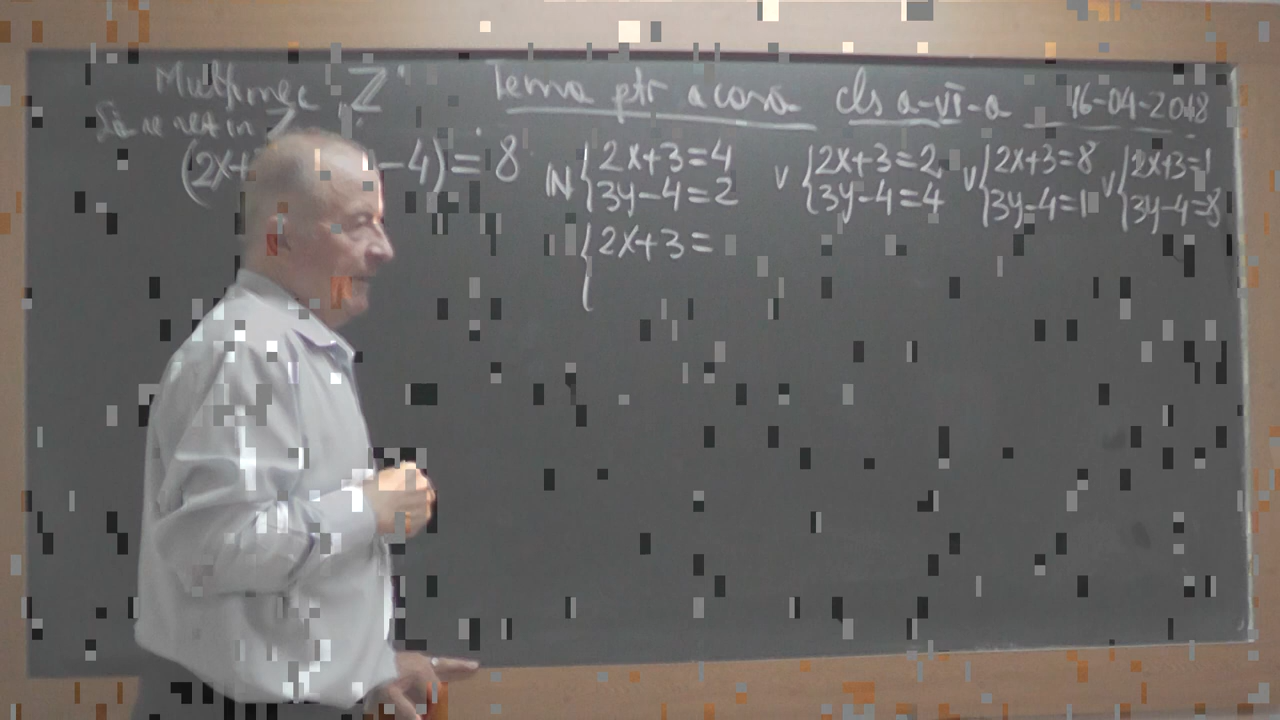 Mulțimec Z
Tema ptr acasă cls a-VI-a 16-04-2018
Să se rez în Z
(2x+ -4)=8
N {2x+3=4 v {2x+3=2 v {2x+3=8 v {2x+3=1
3y-4=2 3y-4=4 3y-4=1 3y-4=8
{2x+3=